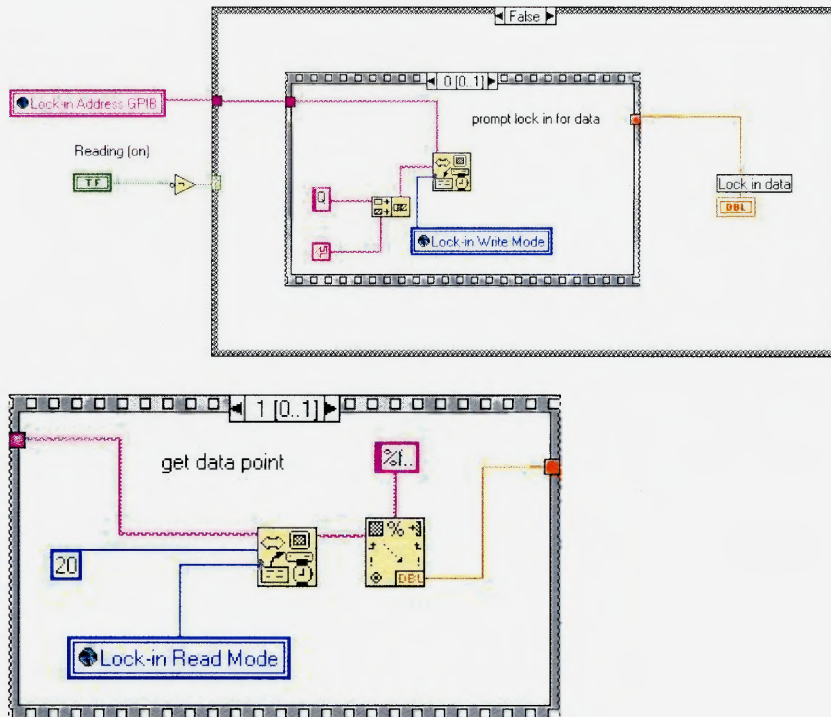 False
0 [0..1]
Lock-in Address GPIB
prompt lock in for data
Reading (on)
TF
Q
Lock in data
DBL
Lock-in Write Mode
1 [0..1]
%f..
get data point
%
20
DBL
Lock-in Read Mode